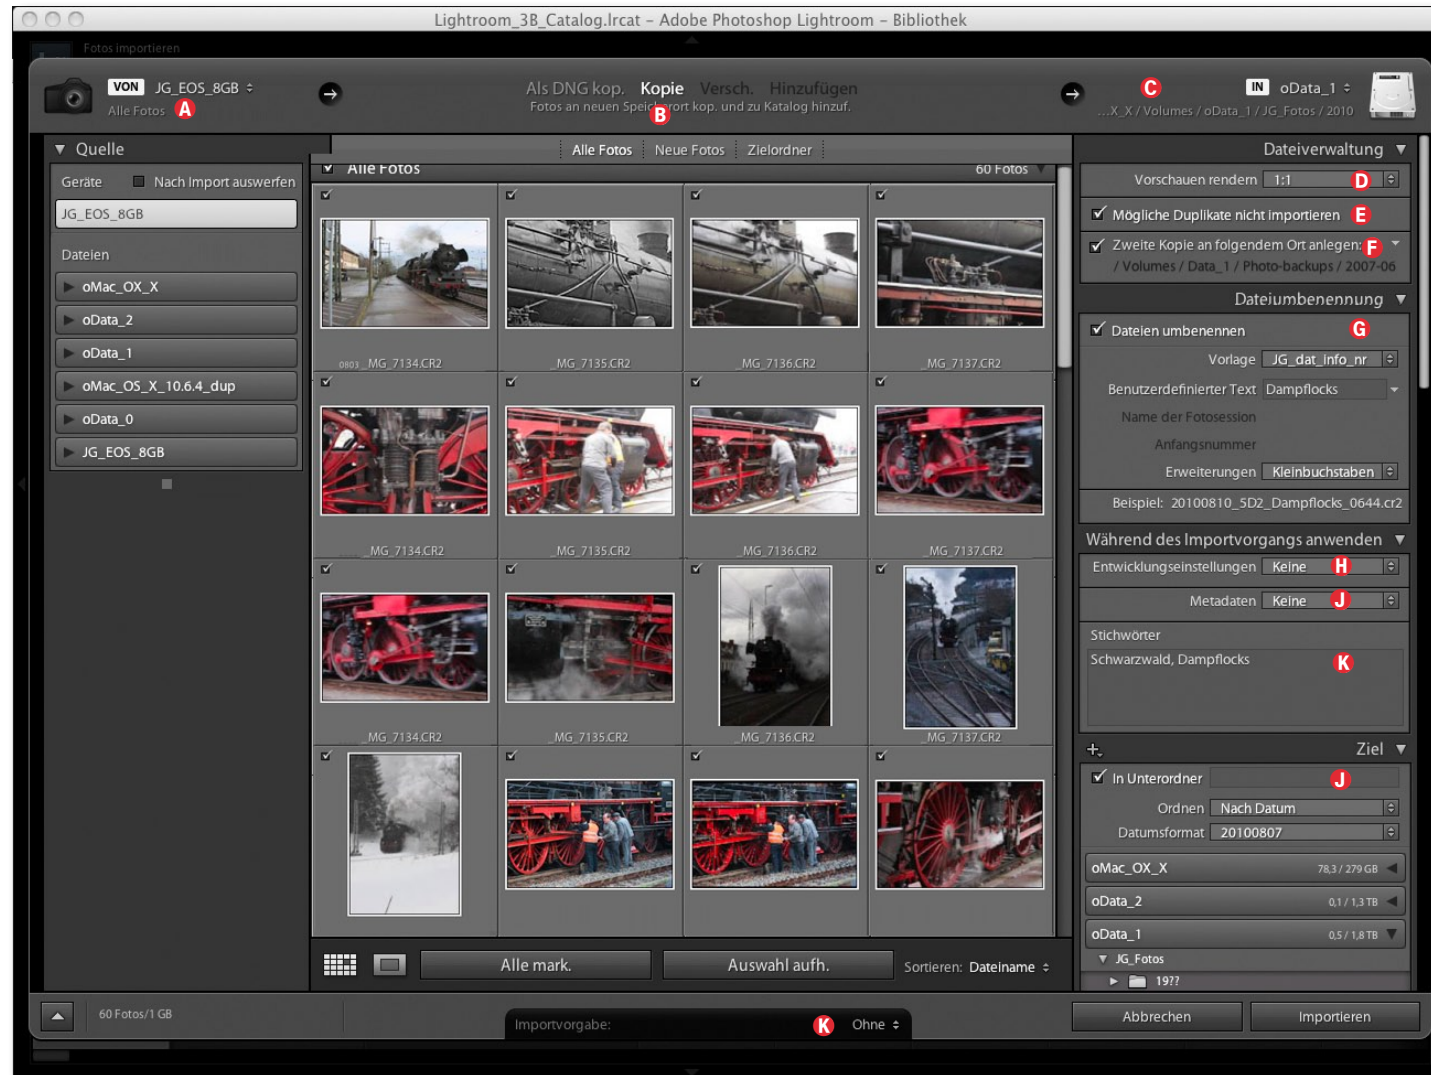 Lightroom_3B_Catalog.lrcat – Adobe Photoshop Lightroom – Bibliothek
Fotos importieren
VON JG_EOS_8GB
Alle Fotos A
Als DNG kop. Kopie Versch. Hinzufügen
Fotos an neuen Speicherort kop. und zu Katalog hinzuf.
B
C
IN oData_1
...X_X / Volumes / oData_1 / JG_Fotos / 2010
Quelle
Geräte Nach Import auswerfen
JG_EOS_8GB
Dateien
oMac_OX_X
oData_2
oData_1
oMac_OS_X_10.6.4_dup
oData_0
JG_EOS_8GB
Alle Fotos Neue Fotos Zielordner
Alle Fotos 60 Fotos
0803 _MG_7134.CR2 _MG_7135.CR2 _MG_7136.CR2 _MG_7137.CR2
_MG_7134.CR2 _MG_7135.CR2 _MG_7136.CR2 _MG_7137.CR2
_MG_7134.CR2 _MG_7135.CR2 _MG_7136.CR2 _MG_7137.CR2
Alle mark. Auswahl aufh. Sortieren: Dateiname
Dateiverwaltung
Vorschauen rendern 1:1 D
Mögliche Duplikate nicht importieren E
Zweite Kopie an folgendem Ort anlegen: F
/ Volumes / Data_1 / Photo-backups / 2007-06
Dateiumbenennung
Dateien umbenennen G
Vorlage JG_dat_info_nr
Benutzerdefinierter Text Dampflocks
Name der Fotosession
Anfangsnummer
Erweiterungen Kleinbuchstaben
Beispiel: 20100810_5D2_Dampflocks_0644.cr2
Während des Importvorgangs anwenden
Entwicklungseinstellungen Keine H
Metadaten Keine J
Stichwörter
Schwarzwald, Dampflocks K
Ziel
In Unterordner J
Ordnen Nach Datum
Datumsformat 20100807
oMac_OX_X 78,3 / 279 GB
oData_2 0,1 / 1,3 TB
oData_1 0,5 / 1,8 TB
JG_Fotos
19??
60 Fotos/1 GB
Importvorgabe: K Ohne
Abbrechen Importieren